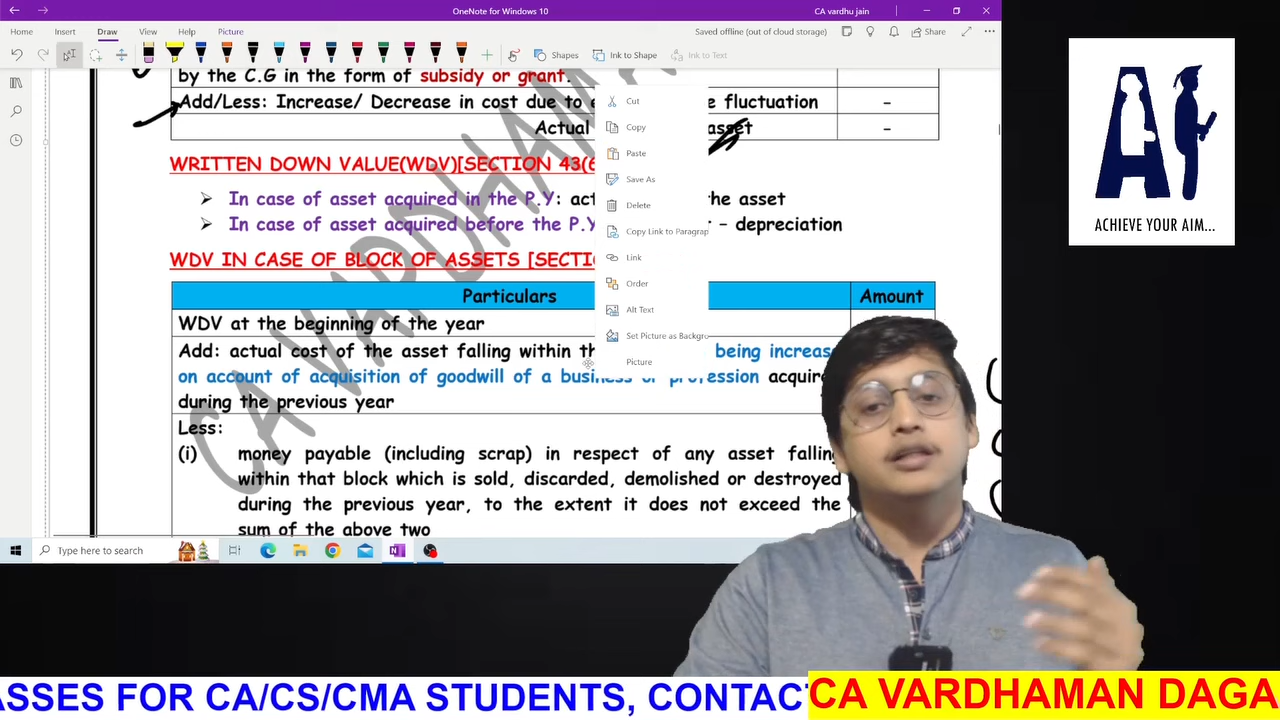 OneNote for Windows 10
CA vardhu jain
Home Insert Draw View Help Picture
Saved offline (out of cloud storage)
Share
Shapes
Ink to Shape
Ink to Text
by the C.G in the form of subsidy or grant.
Add/Less: Increase/ Decrease in cost due to e fluctuation -
Actual asset -
WRITTEN DOWN VALUE(WDV)[SECTION 43(6
In case of asset acquired in the P.Y: act the asset
In case of asset acquired before the P.Y - depreciation
WDV IN CASE OF BLOCK OF ASSETS [SECTI
Particulars Amount
WDV at the beginning of the year
Add: actual cost of the asset falling within th being increas
on account of acquisition of goodwill of a business or profession acquir
during the previous year
Less:
(i) money payable (including scrap) in respect of any asset falling
within that block which is sold, discarded, demolished or destroyed
during the previous year, to the extent it does not exceed the
sum of the above two
Cut
Copy
Paste
Save As
Delete
Copy Link to Paragrap
Link
Order
Alt Text
Set Picture as Backgro
Picture
CA VARDHAMA
Type here to search
AI
ACHIEVE YOUR AIM...
ASSES FOR CA/CS/CMA STUDENTS, CONTAC
CA VARDHAMAN DAGA